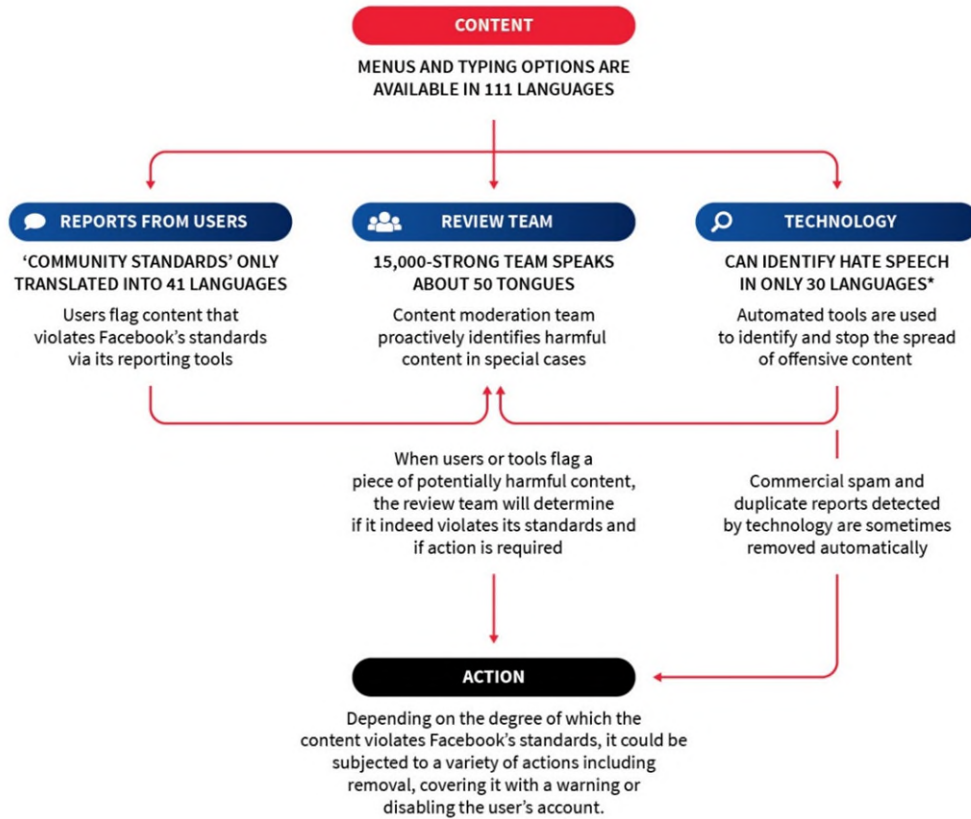 CONTENT
MENUS AND TYPING OPTIONS ARE
AVAILABLE IN 111 LANGUAGES
REPORTS FROM USERS
‘COMMUNITY STANDARDS’ ONLY
TRANSLATED INTO 41 LANGUAGES
Users flag content that
violates Facebook’s standards
via its reporting tools
REVIEW TEAM
15,000-STRONG TEAM SPEAKS
ABOUT 50 TONGUES
Content moderation team
proactively identifies harmful
content in special cases
TECHNOLOGY
CAN IDENTIFY HATE SPEECH
IN ONLY 30 LANGUAGES*
Automated tools are used
to identify and stop the spread
of offensive content
When users or tools flag a
piece of potentially harmful content,
the review team will determine
if it indeed violates its standards and
if action is required
Commercial spam and
duplicate reports detected
by technology are sometimes
removed automatically
ACTION
Depending on the degree of which the
content violates Facebook’s standards, it could be
subjected to a variety of actions including
removal, covering it with a warning or
disabling the user’s account.